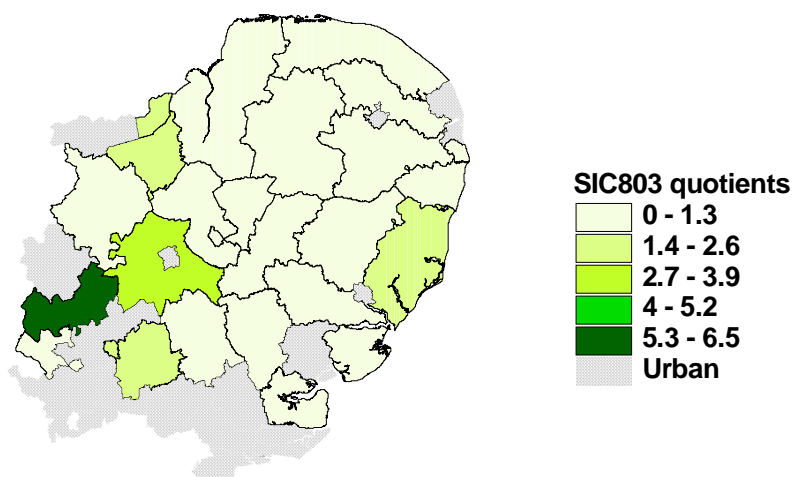 SIC803 quotients
0 - 1.3
1.4 - 2.6
2.7 - 3.9
4 - 5.2
5.3 - 6.5
Urban